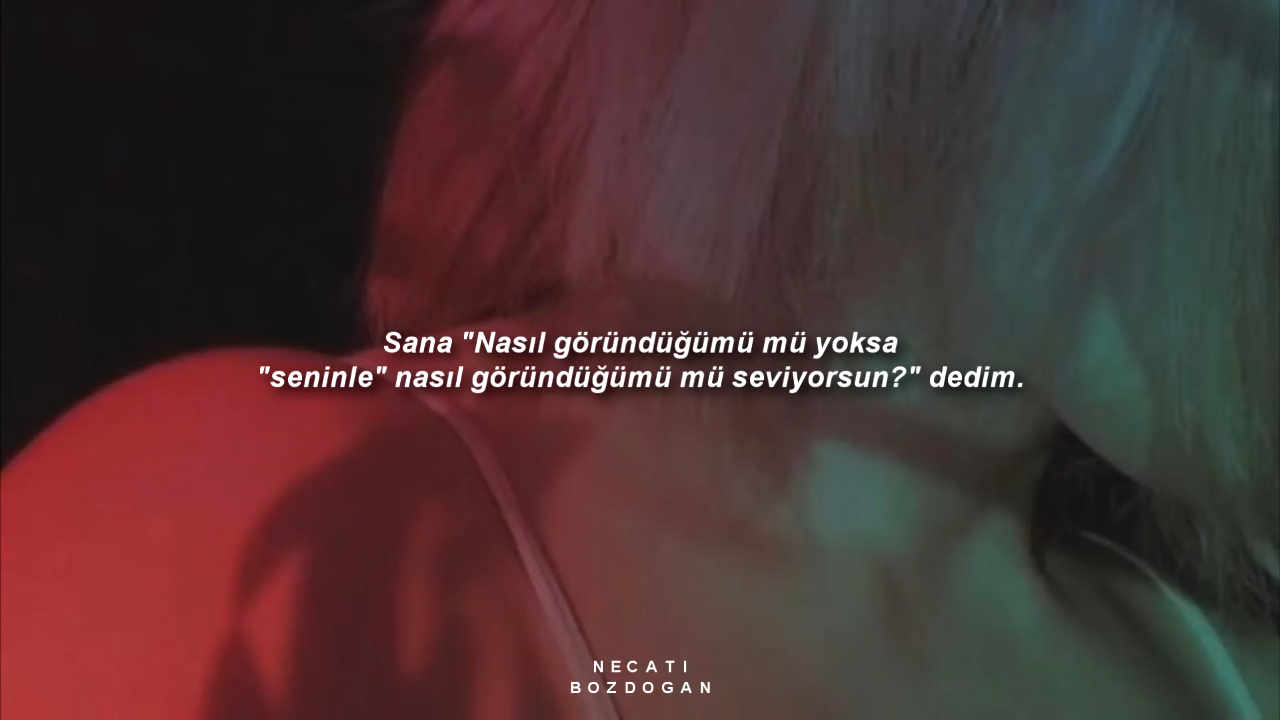 Sana "Nasıl göründüğümü mü yoksa
"seninle" nasıl göründüğümü mü seviyorsun?" dedim.
NECATI
BOZDOGAN